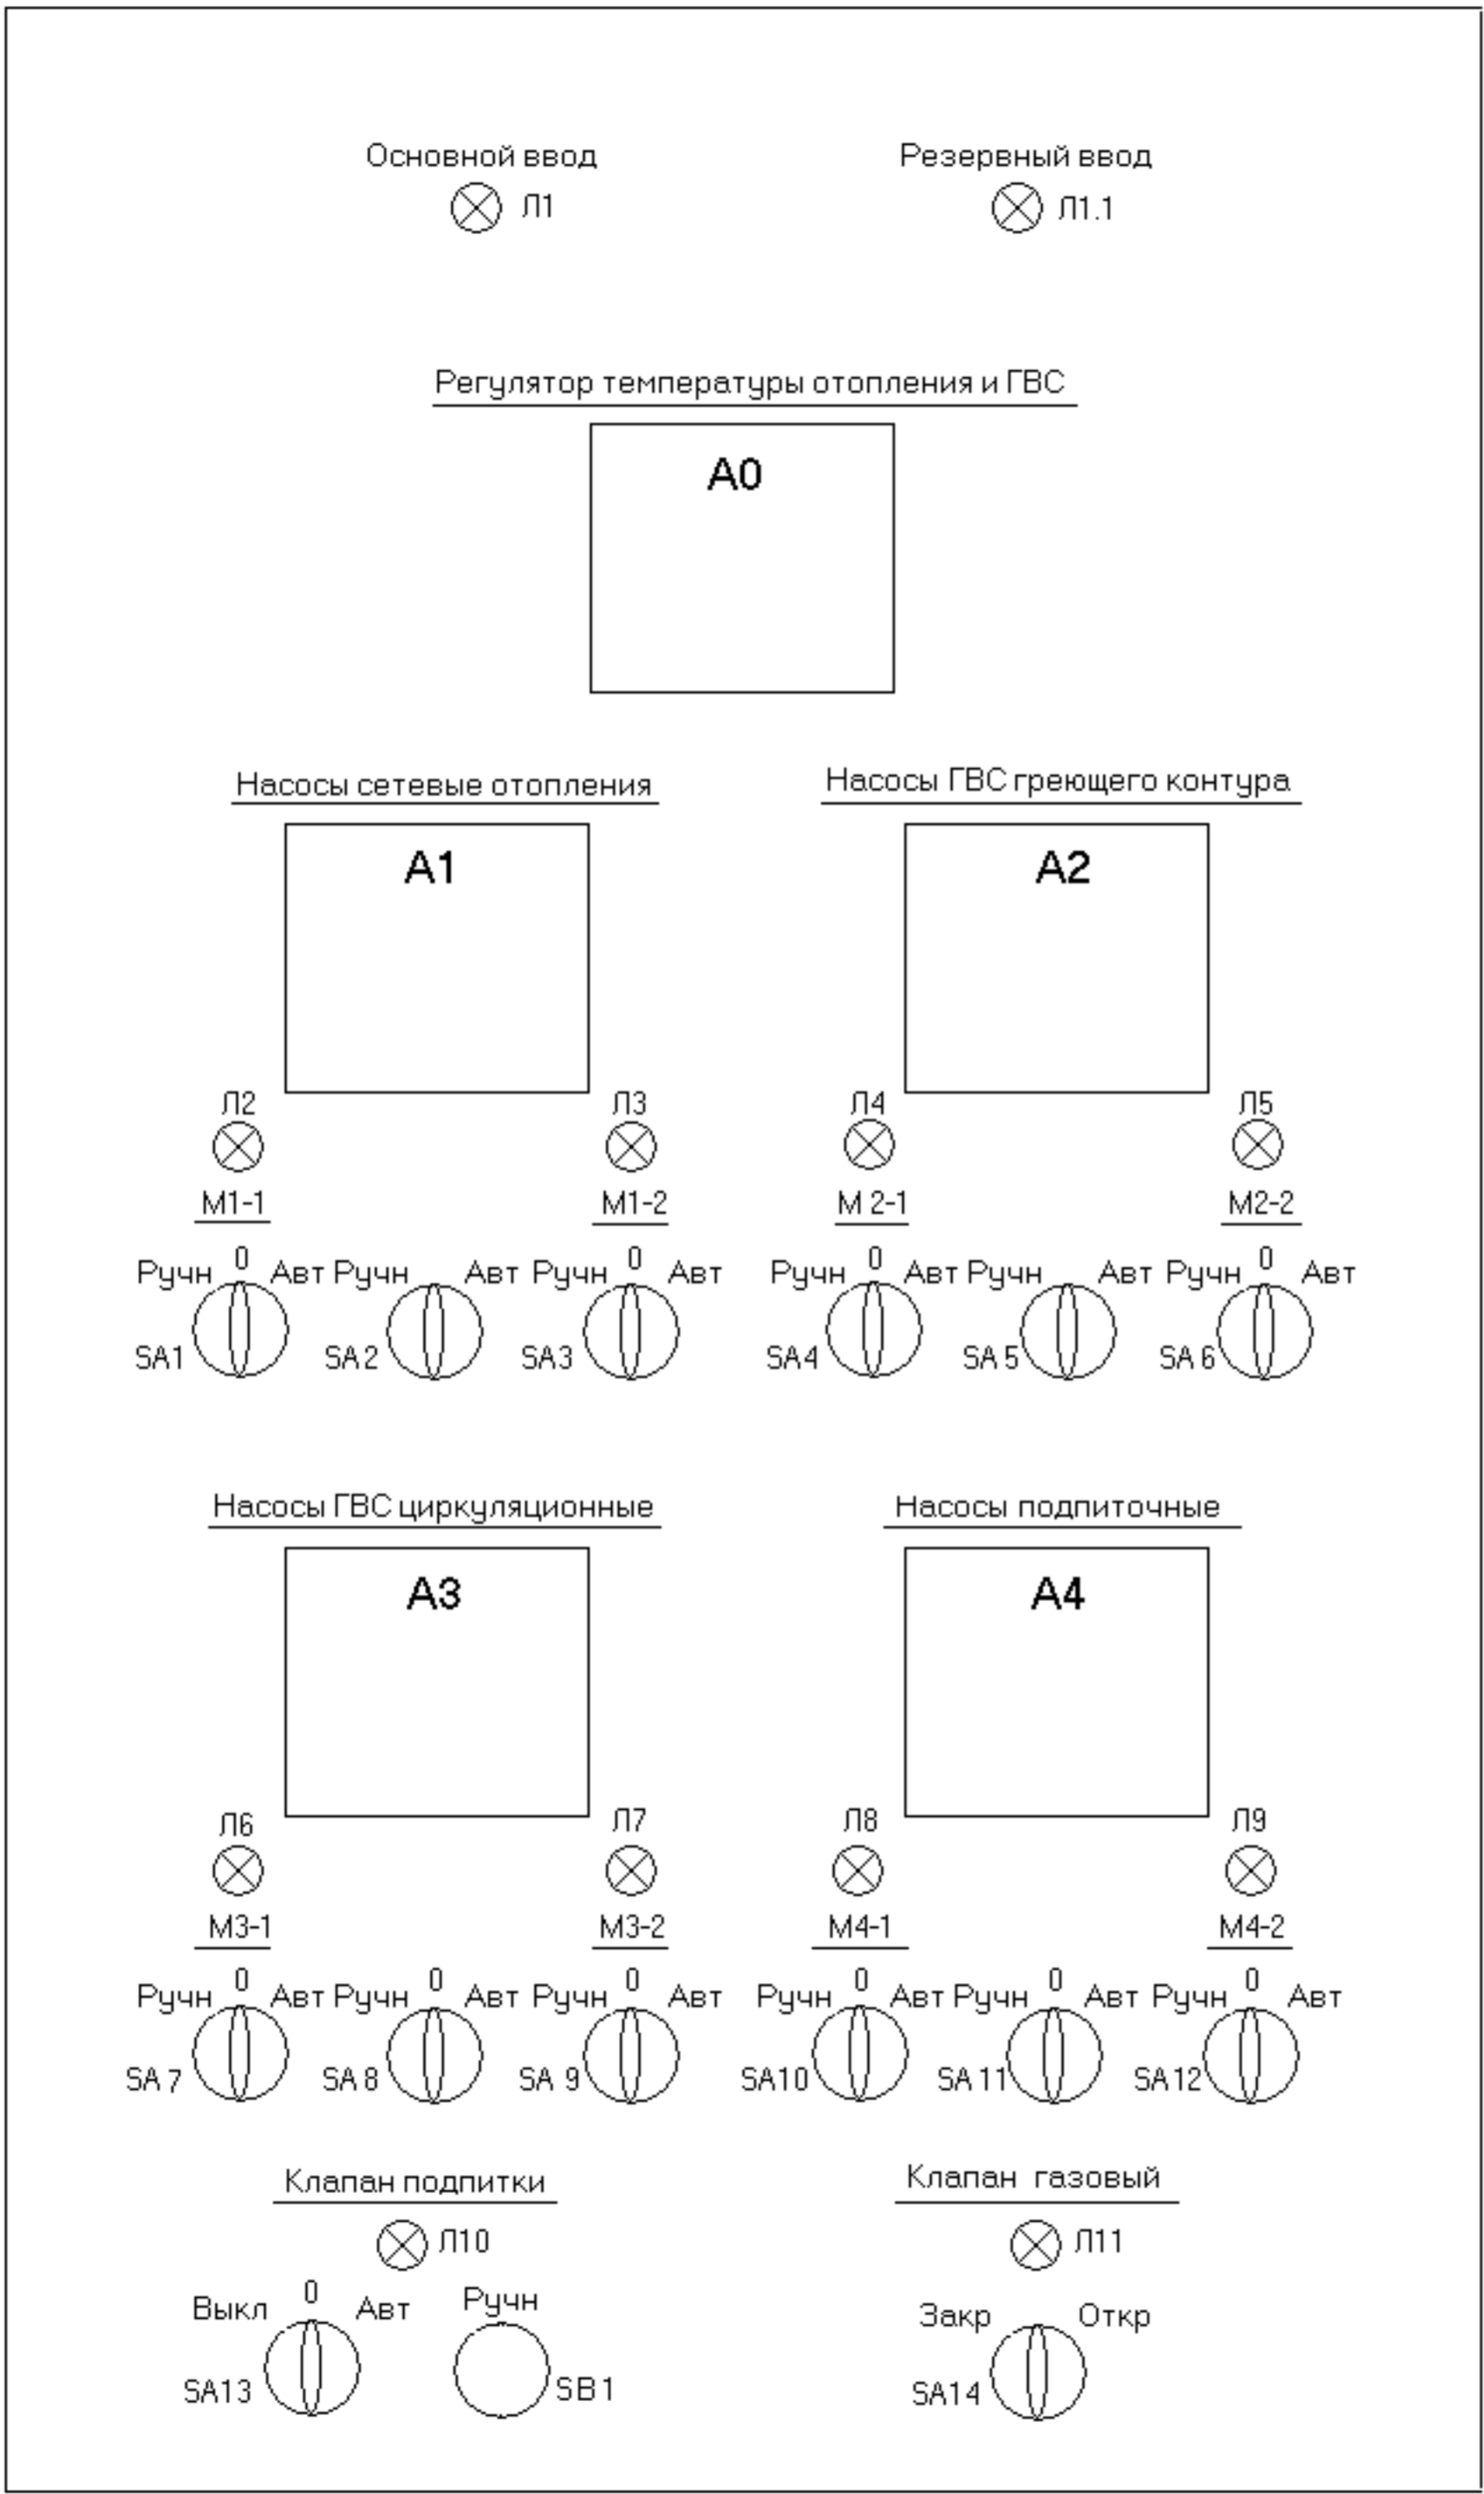 Основной ввод
Резервный ввод
Л1
Л1.1
Регулятор температуры отопления и ГВС
A0
Насосы сетевые отопления
Насосы ГВС греющего контура
A1
A2
Л2
Л3
Л4
Л5
М1-1
М1-2
М 2-1
М2-2
Ручн 0 Авт
Ручн Авт
Ручн 0 Авт
Ручн 0 Авт
Ручн Авт
Ручн 0 Авт
SA1
SA2
SA3
SA4
SA 5
SA 6
Насосы ГВС циркуляционные
Насосы подпиточные
A3
A4
Л6
Л7
Л8
Л9
М3-1
М3-2
М4-1
М4-2
Ручн 0 Авт
Ручн 0 Авт
Ручн 0 Авт
Ручн 0 Авт
Ручн 0 Авт
Ручн 0 Авт
SA 7
SA 8
SA 9
SA10
SA 11
SA12
Клапан подпитки
Клапан газовый
Л10
Л11
Выкл 0 Авт
Ручн
Закр Откр
SA13
SB 1
SA14